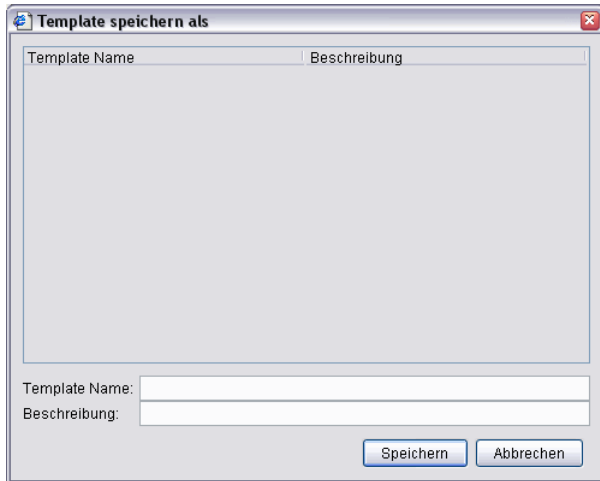 Template speichern als
Template Name Beschreibung
Template Name:
Beschreibung:
Speichern Abbrechen